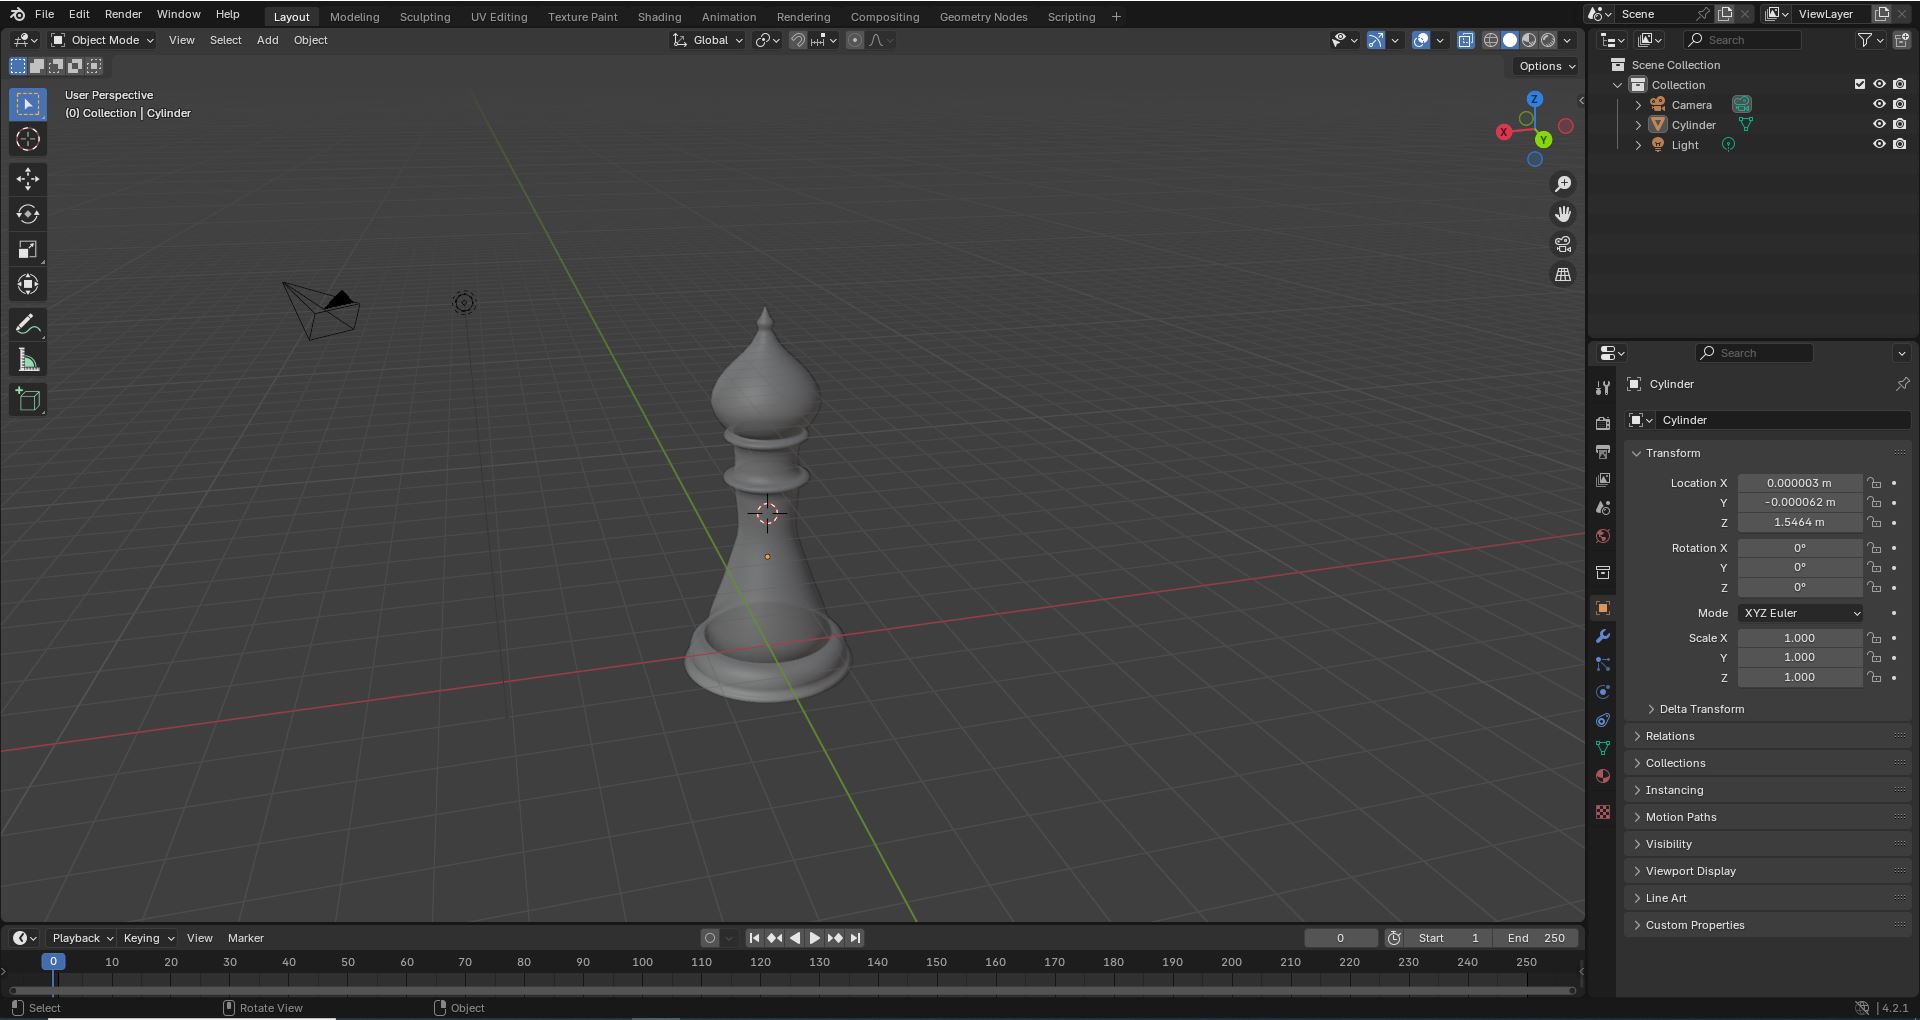 File Edit Render Window Help Layout Modeling Sculpting UV Editing Texture Paint Shading Animation Rendering Compositing Geometry Nodes Scripting + Scene ViewLayer
Object Mode View Select Add Object Global Search
Options
User Perspective
(0) Collection | Cylinder
Z
X
Y
Scene Collection
Collection
Camera
Cylinder
Light
Search
Cylinder
Cylinder
Transform
Location X 0.000003 m
Y -0.000062 m
Z 1.5464 m
Rotation X 0°
Y 0°
Z 0°
Mode XYZ Euler
Scale X 1.000
Y 1.000
Z 1.000
Delta Transform
Relations
Collections
Instancing
Motion Paths
Visibility
Viewport Display
Line Art
Custom Properties
Playback Keying View Marker 0 Start 1 End 250
0 10 20 30 40 50 60 70 80 90 100 110 120 130 140 150 160 170 180 190 200 210 220 230 240 250
Select Rotate View Object 4.2.1